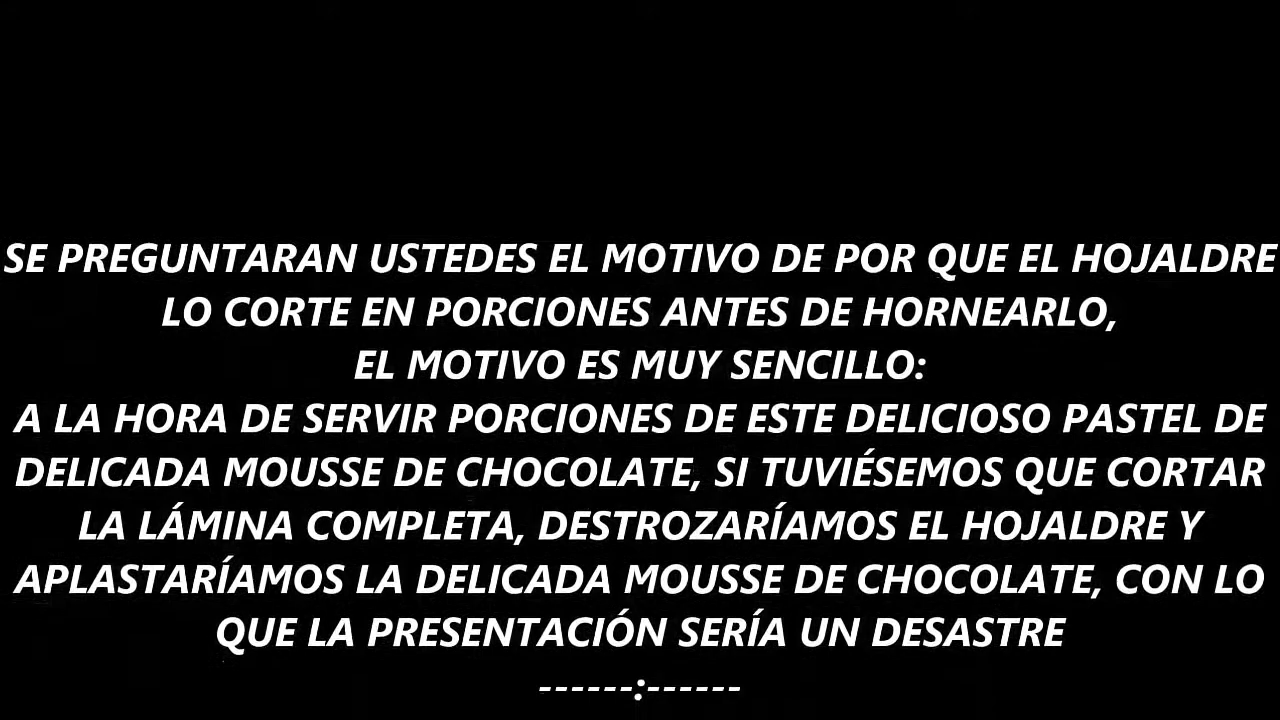 SE PREGUNTARAN USTEDES EL MOTIVO DE POR QUE EL HOJALDRE
LO CORTE EN PORCIONES ANTES DE HORNEARLO,
EL MOTIVO ES MUY SENCILLO:
A LA HORA DE SERVIR PORCIONES DE ESTE DELICIOSO PASTEL DE
DELICADA MOUSSE DE CHOCOLATE, SI TUVIÉSEMOS QUE CORTAR
LA LÁMINA COMPLETA, DESTROZARÍAMOS EL HOJALDRE Y
APLASTARÍAMOS LA DELICADA MOUSSE DE CHOCOLATE, CON LO
QUE LA PRESENTACIÓN SERÍA UN DESASTRE
------:------